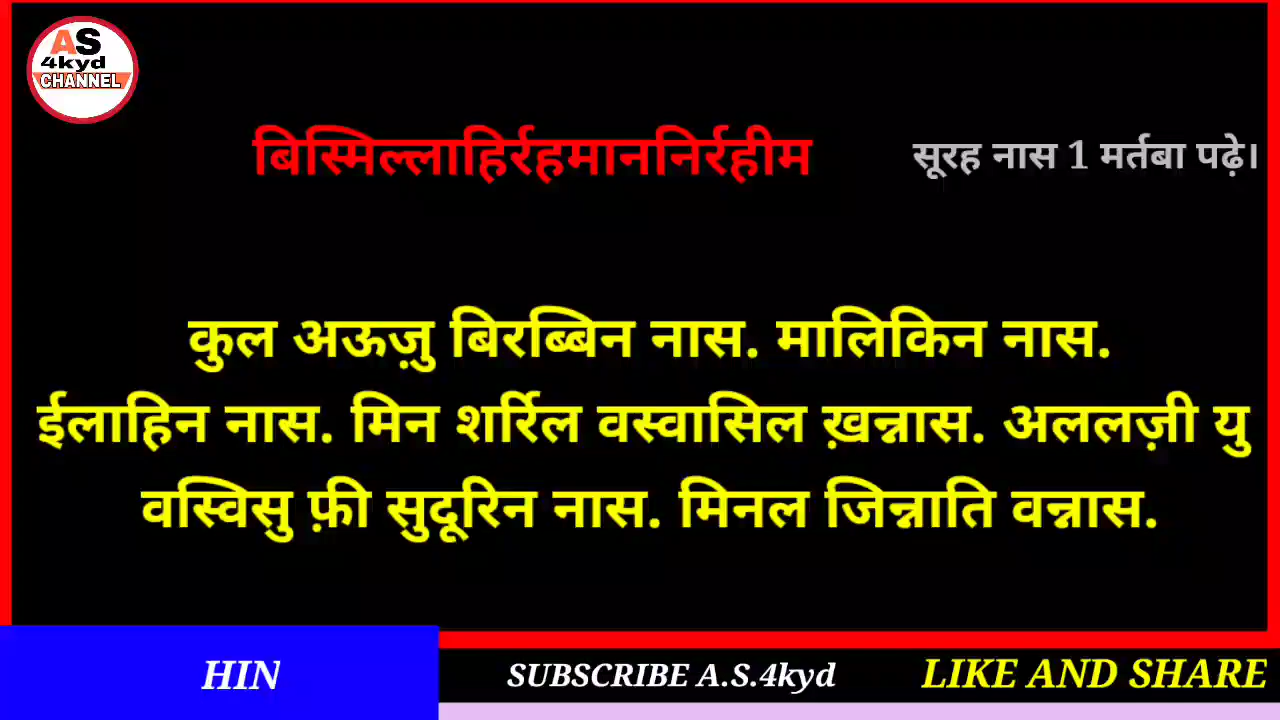 AS
4kyd
CHANNEL
बिस्मिल्लाहिर्रहमाननिर्रहीम
सूरह नास 1 मर्तबा पढ़े।
कुल अऊज़ु बिरब्बिन नास. मालिकिन नास.
ईलाहिन नास. मिन शर्रिल वस्वासिल ख़न्नास. अललज़ी यु
वस्विसु फ़ी सुदूरिन नास. मिनल जिन्नाति वन्नास.
HIN
SUBSCRIBE A.S.4kyd
LIKE AND SHARE